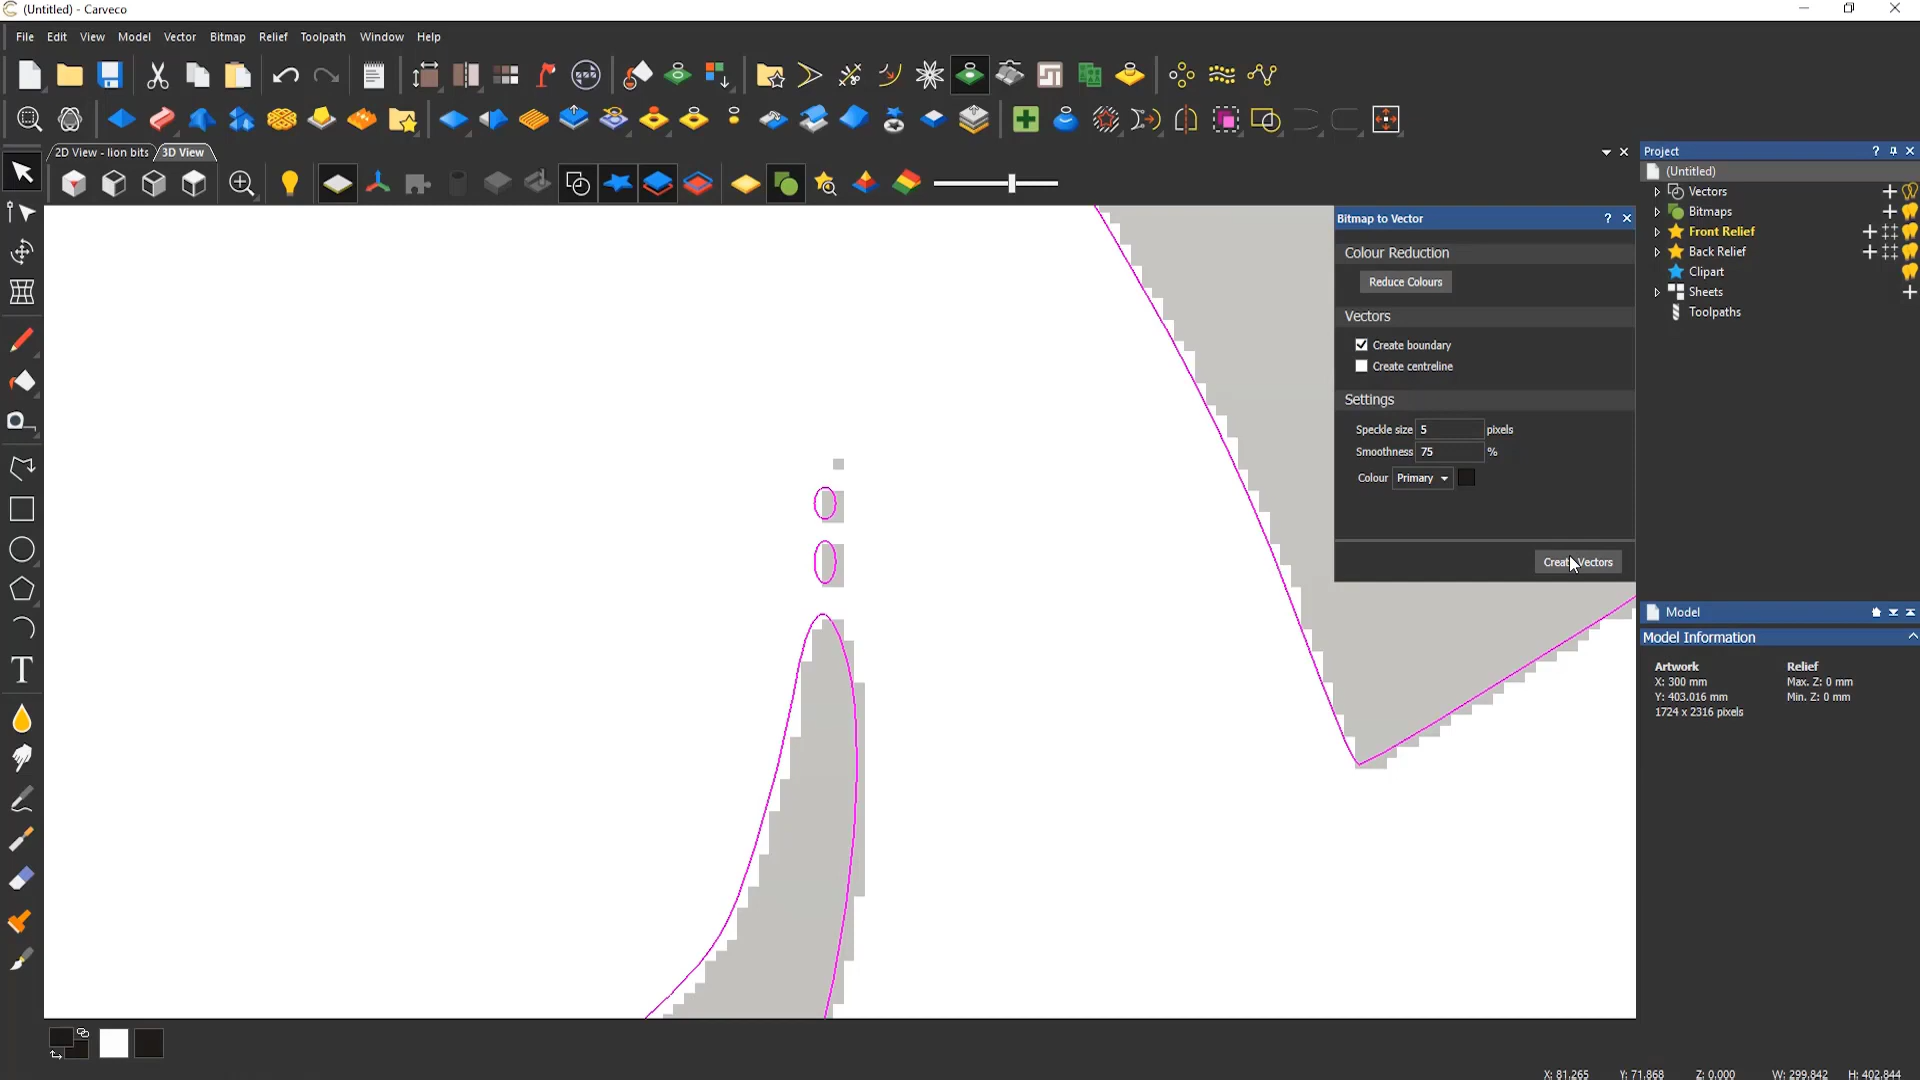 (Untitled) - Carveco
File Edit View Model Vector Bitmap Relief Toolpath Window Help
2D View - lion bits 3D View
Project
(Untitled)
Vectors
Bitmaps
Front Relief
Back Relief
Clipart
Sheets
Toolpaths
Bitmap to Vector
Colour Reduction
Reduce Colours
Vectors
Create boundary
Create centreline
Settings
Speckle size 5 pixels
Smoothness 75 %
Colour Primary
Create Vectors
Model
Model Information
Artwork Relief
X: 300 mm Max. Z: 0 mm
Y: 403.016 mm Min. Z: 0 mm
1724 x 2316 pixels
T
X: 81.265 Y: 71.868 Z: 0.000 W: 299.842 H: 402.844